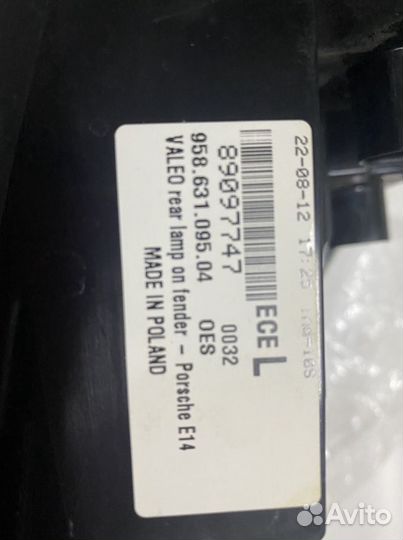 22-08-12 17:25
89097747 ECE L
958.631.095.04 0032
OES
VALEO rear lamp on fender – Porsche E14
MADE IN POLAND
Avito